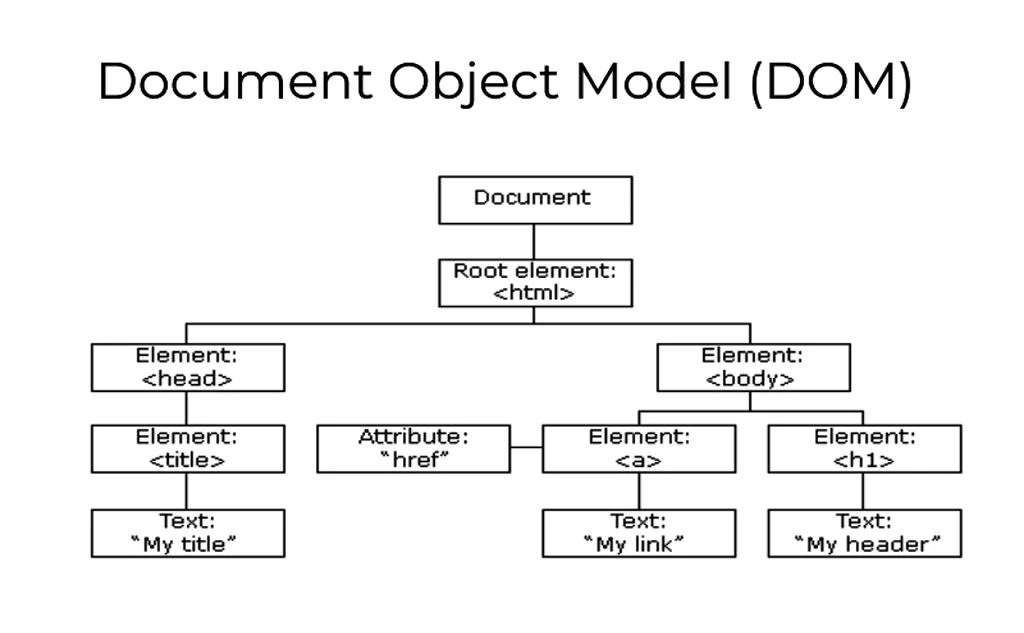 Document Object Model (DOM)
Document
Root element:
<html>
Element:
<head>
Element:
<body>
Element:
<title>
Attribute:
“href”
Element:
<a>
Element:
<h1>
Text:
“My title”
Text:
“My link”
Text:
“My header”